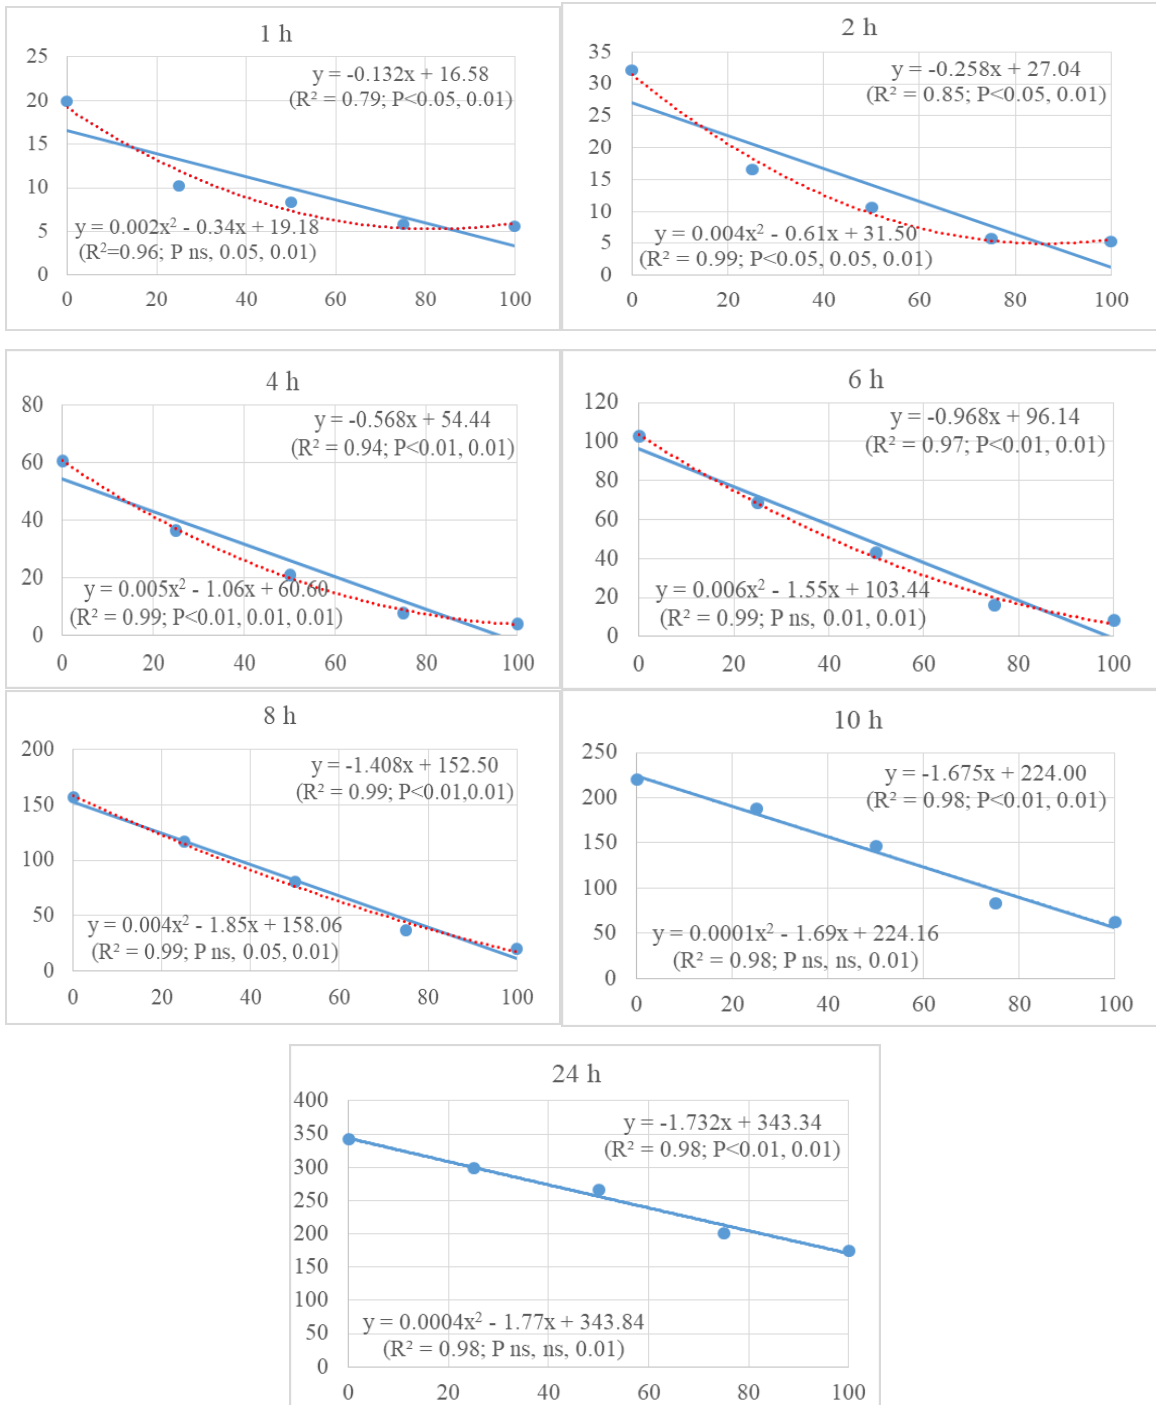 1 h
25
20
15
10
5
0
0 20 40 60 80 100
y = -0.132x + 16.58
(R² = 0.79; P<0.05, 0.01)
y = 0.002x² - 0.34x + 19.18
(R²=0.96; P ns, 0.05, 0.01)
2 h
35
30
25
20
15
10
5
0
0 20 40 60 80 100
y = -0.258x + 27.04
(R² = 0.85; P<0.05, 0.01)
y = 0.004x² - 0.61x + 31.50
(R² = 0.99; P<0.05, 0.05, 0.01)
4 h
80
60
40
20
0
0 20 40 60 80 100
y = -0.568x + 54.44
(R² = 0.94; P<0.01, 0.01)
y = 0.005x² - 1.06x + 60.60
(R² = 0.99; P<0.01, 0.01, 0.01)
6 h
120
100
80
60
40
20
0
0 20 40 60 80 100
y = -0.968x + 96.14
(R² = 0.97; P<0.01, 0.01)
y = 0.006x² - 1.55x + 103.44
(R² = 0.99; P ns, 0.01, 0.01)
8 h
200
150
100
50
0
0 20 40 60 80 100
y = -1.408x + 152.50
(R² = 0.99; P<0.01,0.01)
y = 0.004x² - 1.85x + 158.06
(R² = 0.99; P ns, 0.05, 0.01)
10 h
250
200
150
100
50
0
0 20 40 60 80 100
y = -1.675x + 224.00
(R² = 0.98; P<0.01, 0.01)
y = 0.0001x² - 1.69x + 224.16
(R² = 0.98; P ns, ns, 0.01)
24 h
400
350
300
250
200
150
100
50
0
0 20 40 60 80 100
y = -1.732x + 343.34
(R² = 0.98; P<0.01, 0.01)
y = 0.0004x² - 1.77x + 343.84
(R² = 0.98; P ns, ns, 0.01)